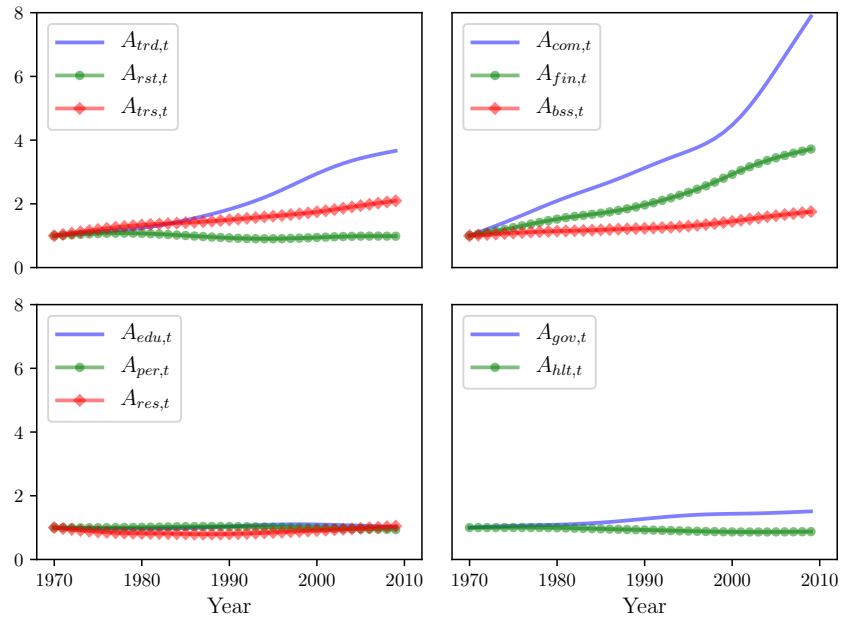 8
6
4
2
0
A_{trd,t}
A_{rst,t}
A_{trs,t}
A_{com,t}
A_{fin,t}
A_{bss,t}
8
6
4
2
0
A_{edu,t}
A_{per,t}
A_{res,t}
A_{gov,t}
A_{hlt,t}
1970 1980 1990 2000 2010
Year
1970 1980 1990 2000 2010
Year